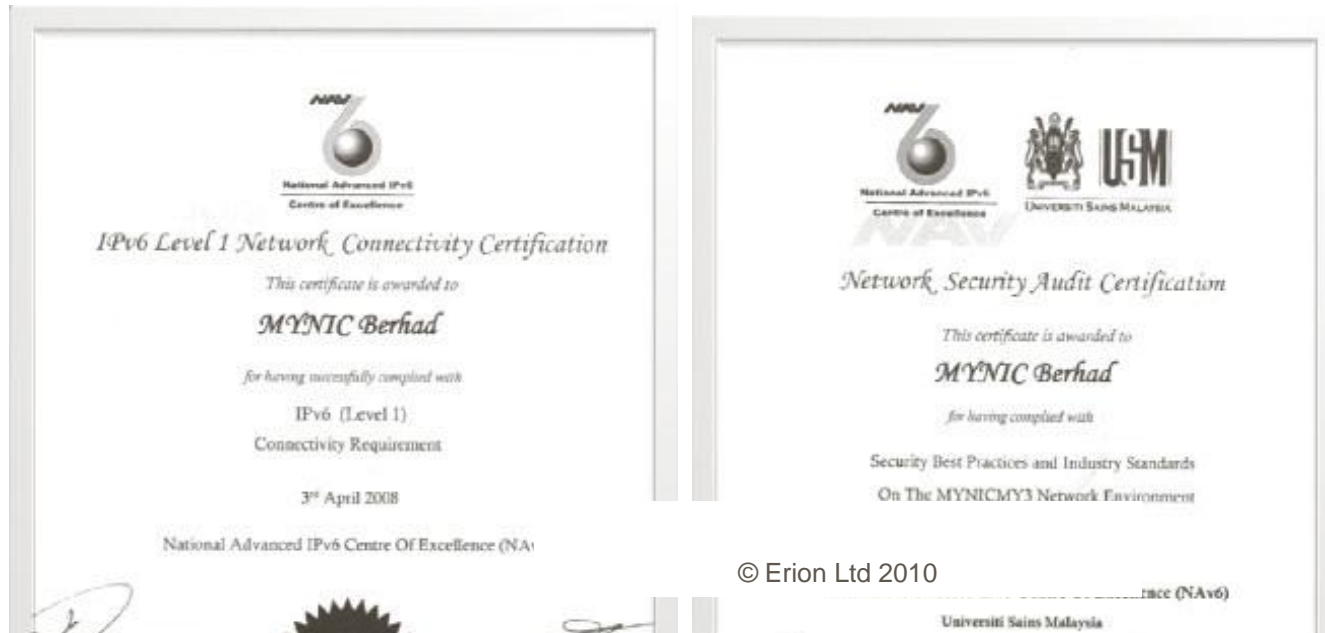 NAV6
National Advanced IPv6
Centre of Excellence
IPv6 Level 1 Network Connectivity Certification
This certificate is awarded to
MYNIC Berhad
for having successfully complied with
IPv6 (Level 1)
Connectivity Requirement
3rd April 2008
National Advanced IPv6 Centre Of Excellence (NAv
NAV6
National Advanced IPv6
Centre of Excellence
USM
UNIVERSITI SAINS MALAYSIA
NAV
Network Security Audit Certification
This certificate is awarded to
MYNIC Berhad
for having complied with
Security Best Practices and Industry Standards
On The MYNICMY3 Network Environment
© Erion Ltd 2010
(NAv6)
Universiti Sains Malaysia